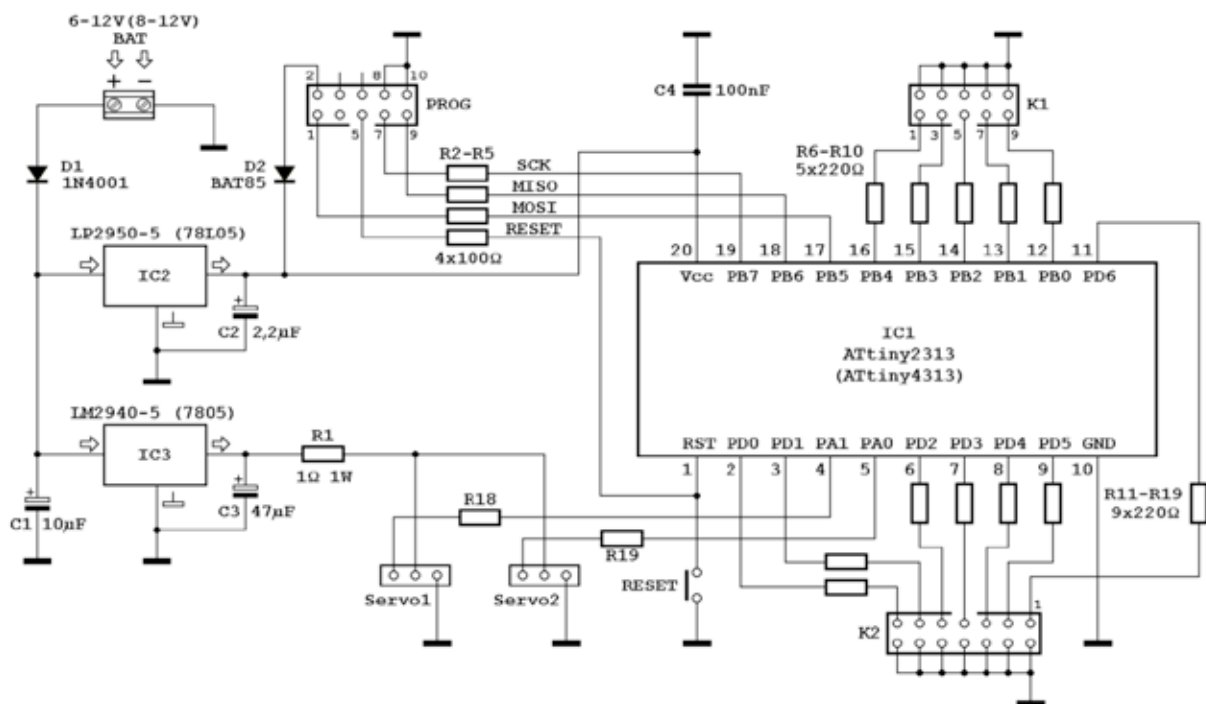 6-12V(8-12V)
BAT
+ -
2 8 10
PROG
1 5 7 9
D1
1N4001
D2
BAT85
R2-R5
SCK
MISO
MOSI
RESET
4x100Ω
C4 100nF
K1
1 3 5 7 9
R6-R10
5x220Ω
LP2950-5 (78L05)
IC2
+
C2 2,2µF
20 19 18 17 16 15 14 13 12 11
Vcc PB7 PB6 PB5 PB4 PB3 PB2 PB1 PB0 PD6
IC1
ATtiny2313
(ATtiny4313)
RST PD0 PD1 PA1 PA0 PD2 PD3 PD4 PD5 GND
1 2 3 4 5 6 7 8 9 10
LM2940-5 (7805)
IC3
R1
1Ω 1W
+
C1 10µF
+
C3 47µF
R18
R19
R11-R19
9x220Ω
Servo1
Servo2
RESET
K2
1